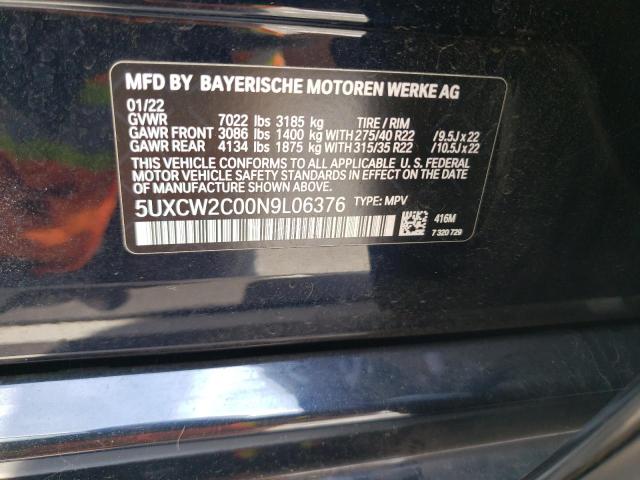 MFD BY BAYERISCHE MOTOREN WERKE AG
01/22
GVWR 7022 lbs 3185 kg TIRE / RIM
GAWR FRONT 3086 lbs 1400 kg WITH 275/40 R22 /9.5J x 22
GAWR REAR 4134 lbs 1875 kg WITH 315/35 R22 /10.5J x 22
THIS VEHICLE CONFORMS TO ALL APPLICABLE U. S. FEDERAL
MOTOR VEHICLE SAFETY STANDARDS IN EFFECT ON THE
DATE OF MANUFACTURE SHOWN ABOVE.
5UXCW2C00N9L06376 TYPE: MPV
416M
7 320 729